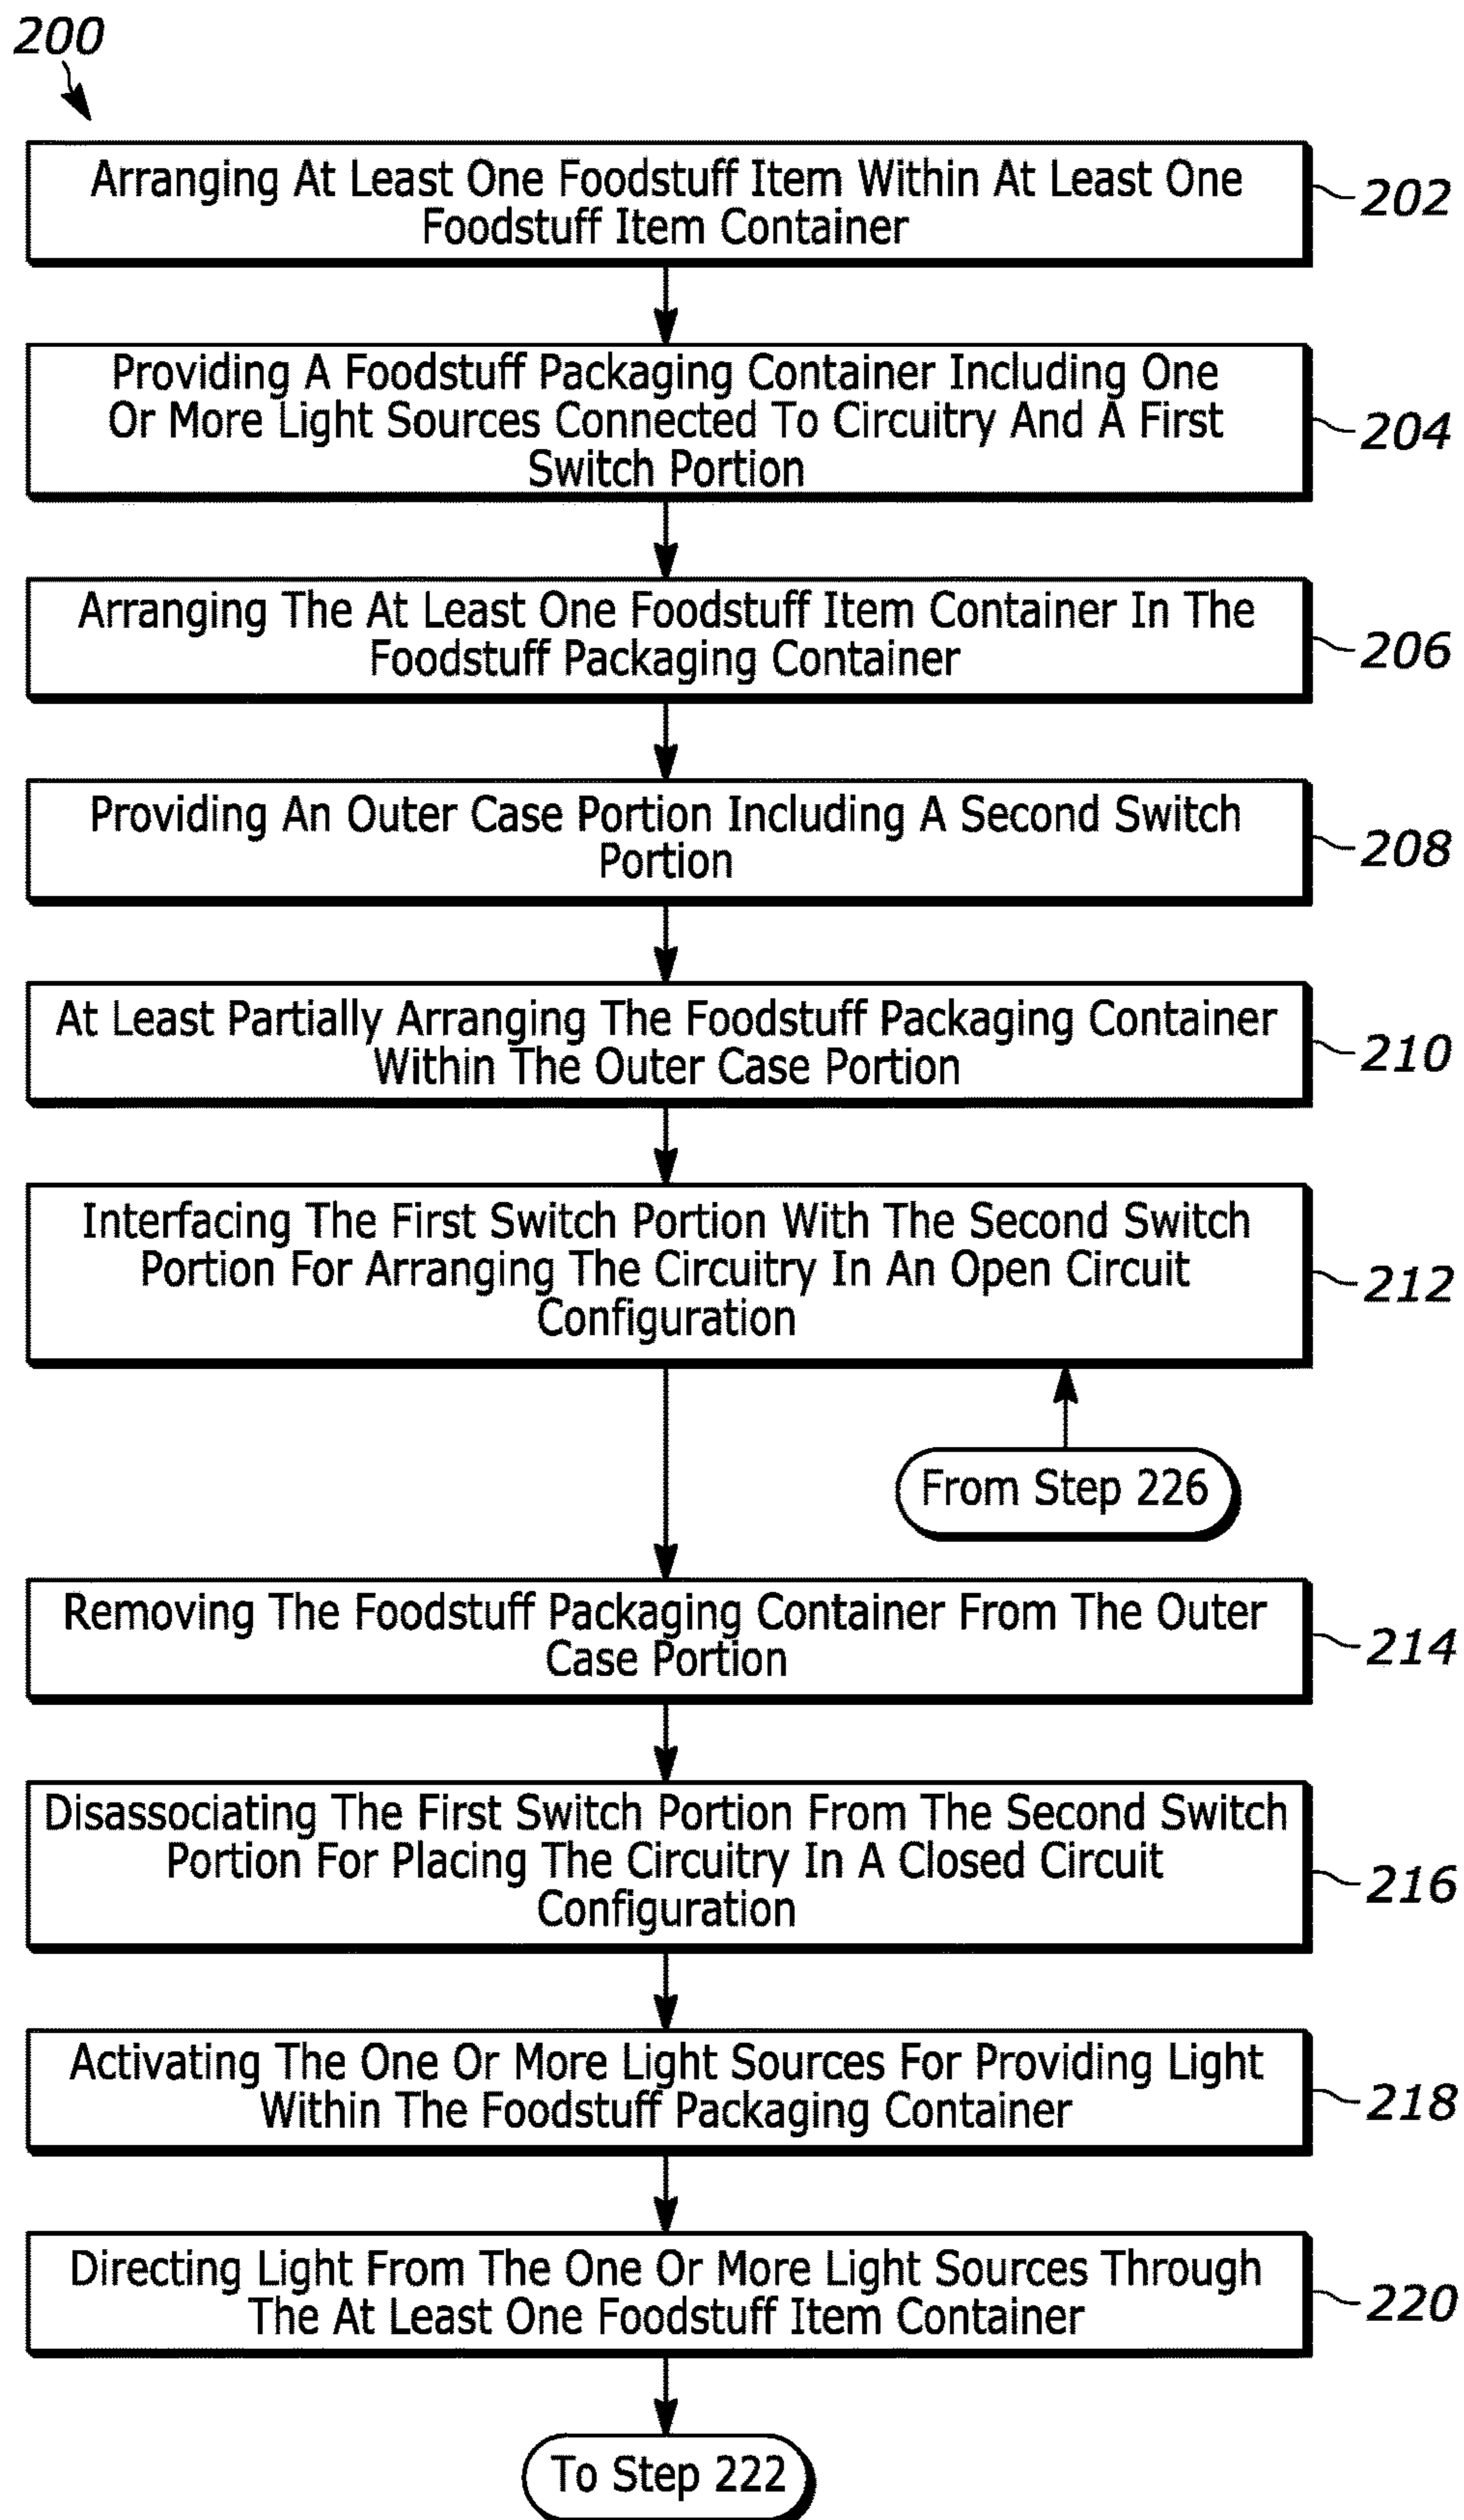 200
Arranging At Least One Foodstuff Item Within At Least One
Foodstuff Item Container
202
Providing A Foodstuff Packaging Container Including One
Or More Light Sources Connected To Circuitry And A First
Switch Portion
204
Arranging The At Least One Foodstuff Item Container In The
Foodstuff Packaging Container
206
Providing An Outer Case Portion Including A Second Switch
Portion
208
At Least Partially Arranging The Foodstuff Packaging Container
Within The Outer Case Portion
210
Interfacing The First Switch Portion With The Second Switch
Portion For Arranging The Circuitry In An Open Circuit
Configuration
212
From Step 226
Removing The Foodstuff Packaging Container From The Outer
Case Portion
214
Disassociating The First Switch Portion From The Second Switch
Portion For Placing The Circuitry In A Closed Circuit
Configuration
216
Activating The One Or More Light Sources For Providing Light
Within The Foodstuff Packaging Container
218
Directing Light From The One Or More Light Sources Through
The At Least One Foodstuff Item Container
220
To Step 222